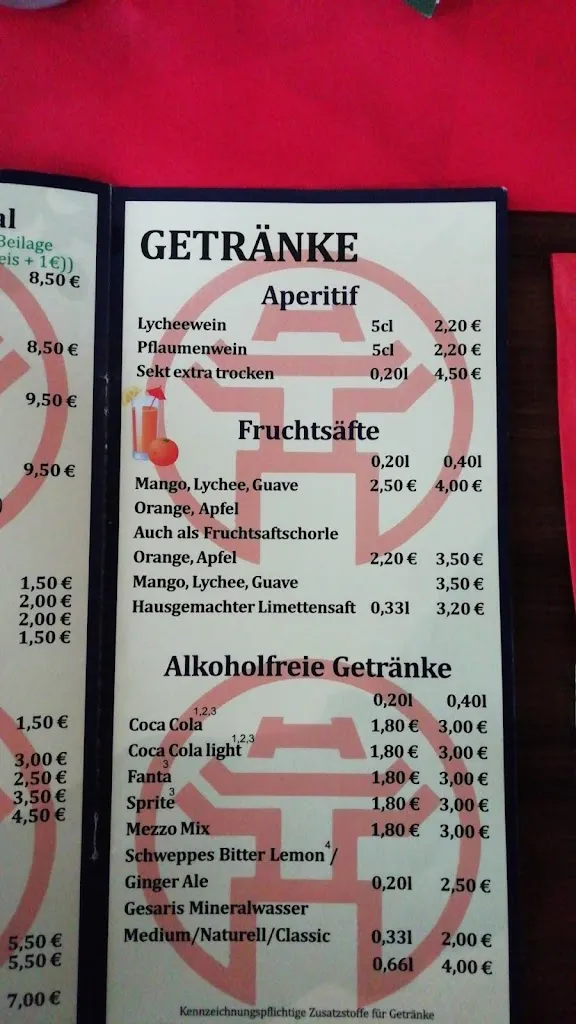 al
Beilage
eis + 1€))
8,50 €
8,50 €
9,50 €
9,50 €
)
1,50 €
2,00 €
2,00 €
1,50 €
1,50 €
3,00 €
2,50 €
3,50 €
4,50 €
5,50 €
5,50 €
7,00 €
GETRÄNKE
Aperitif
Lycheewein 5cl 2,20 €
Pflaumenwein 5cl 2,20 €
Sekt extra trocken 0,20l 4,50 €
Fruchtsäfte
0,20l 0,40l
Mango, Lychee, Guave 2,50 € 4,00 €
Orange, Apfel
Auch als Fruchtsaftschorle
Orange, Apfel 2,20 € 3,50 €
Mango, Lychee, Guave 3,50 €
Hausgemachter Limettensaft 0,33l 3,20 €
Alkoholfreie Getränke
0,20l 0,40l
Coca Cola 1,2,3 1,80 € 3,00 €
Coca Cola light 1,2,3 1,80 € 3,00 €
Fanta 3 1,80 € 3,00 €
Sprite 3 1,80 € 3,00 €
Mezzo Mix 1,80 € 3,00 €
Schweppes Bitter Lemon 4/
Ginger Ale 0,20l 2,50 €
Gesaris Mineralwasser
Medium/Naturell/Classic 0,33l 2,00 €
0,66l 4,00 €
Kennzeichnungspflichtige Zusatzstoffe für Getränke